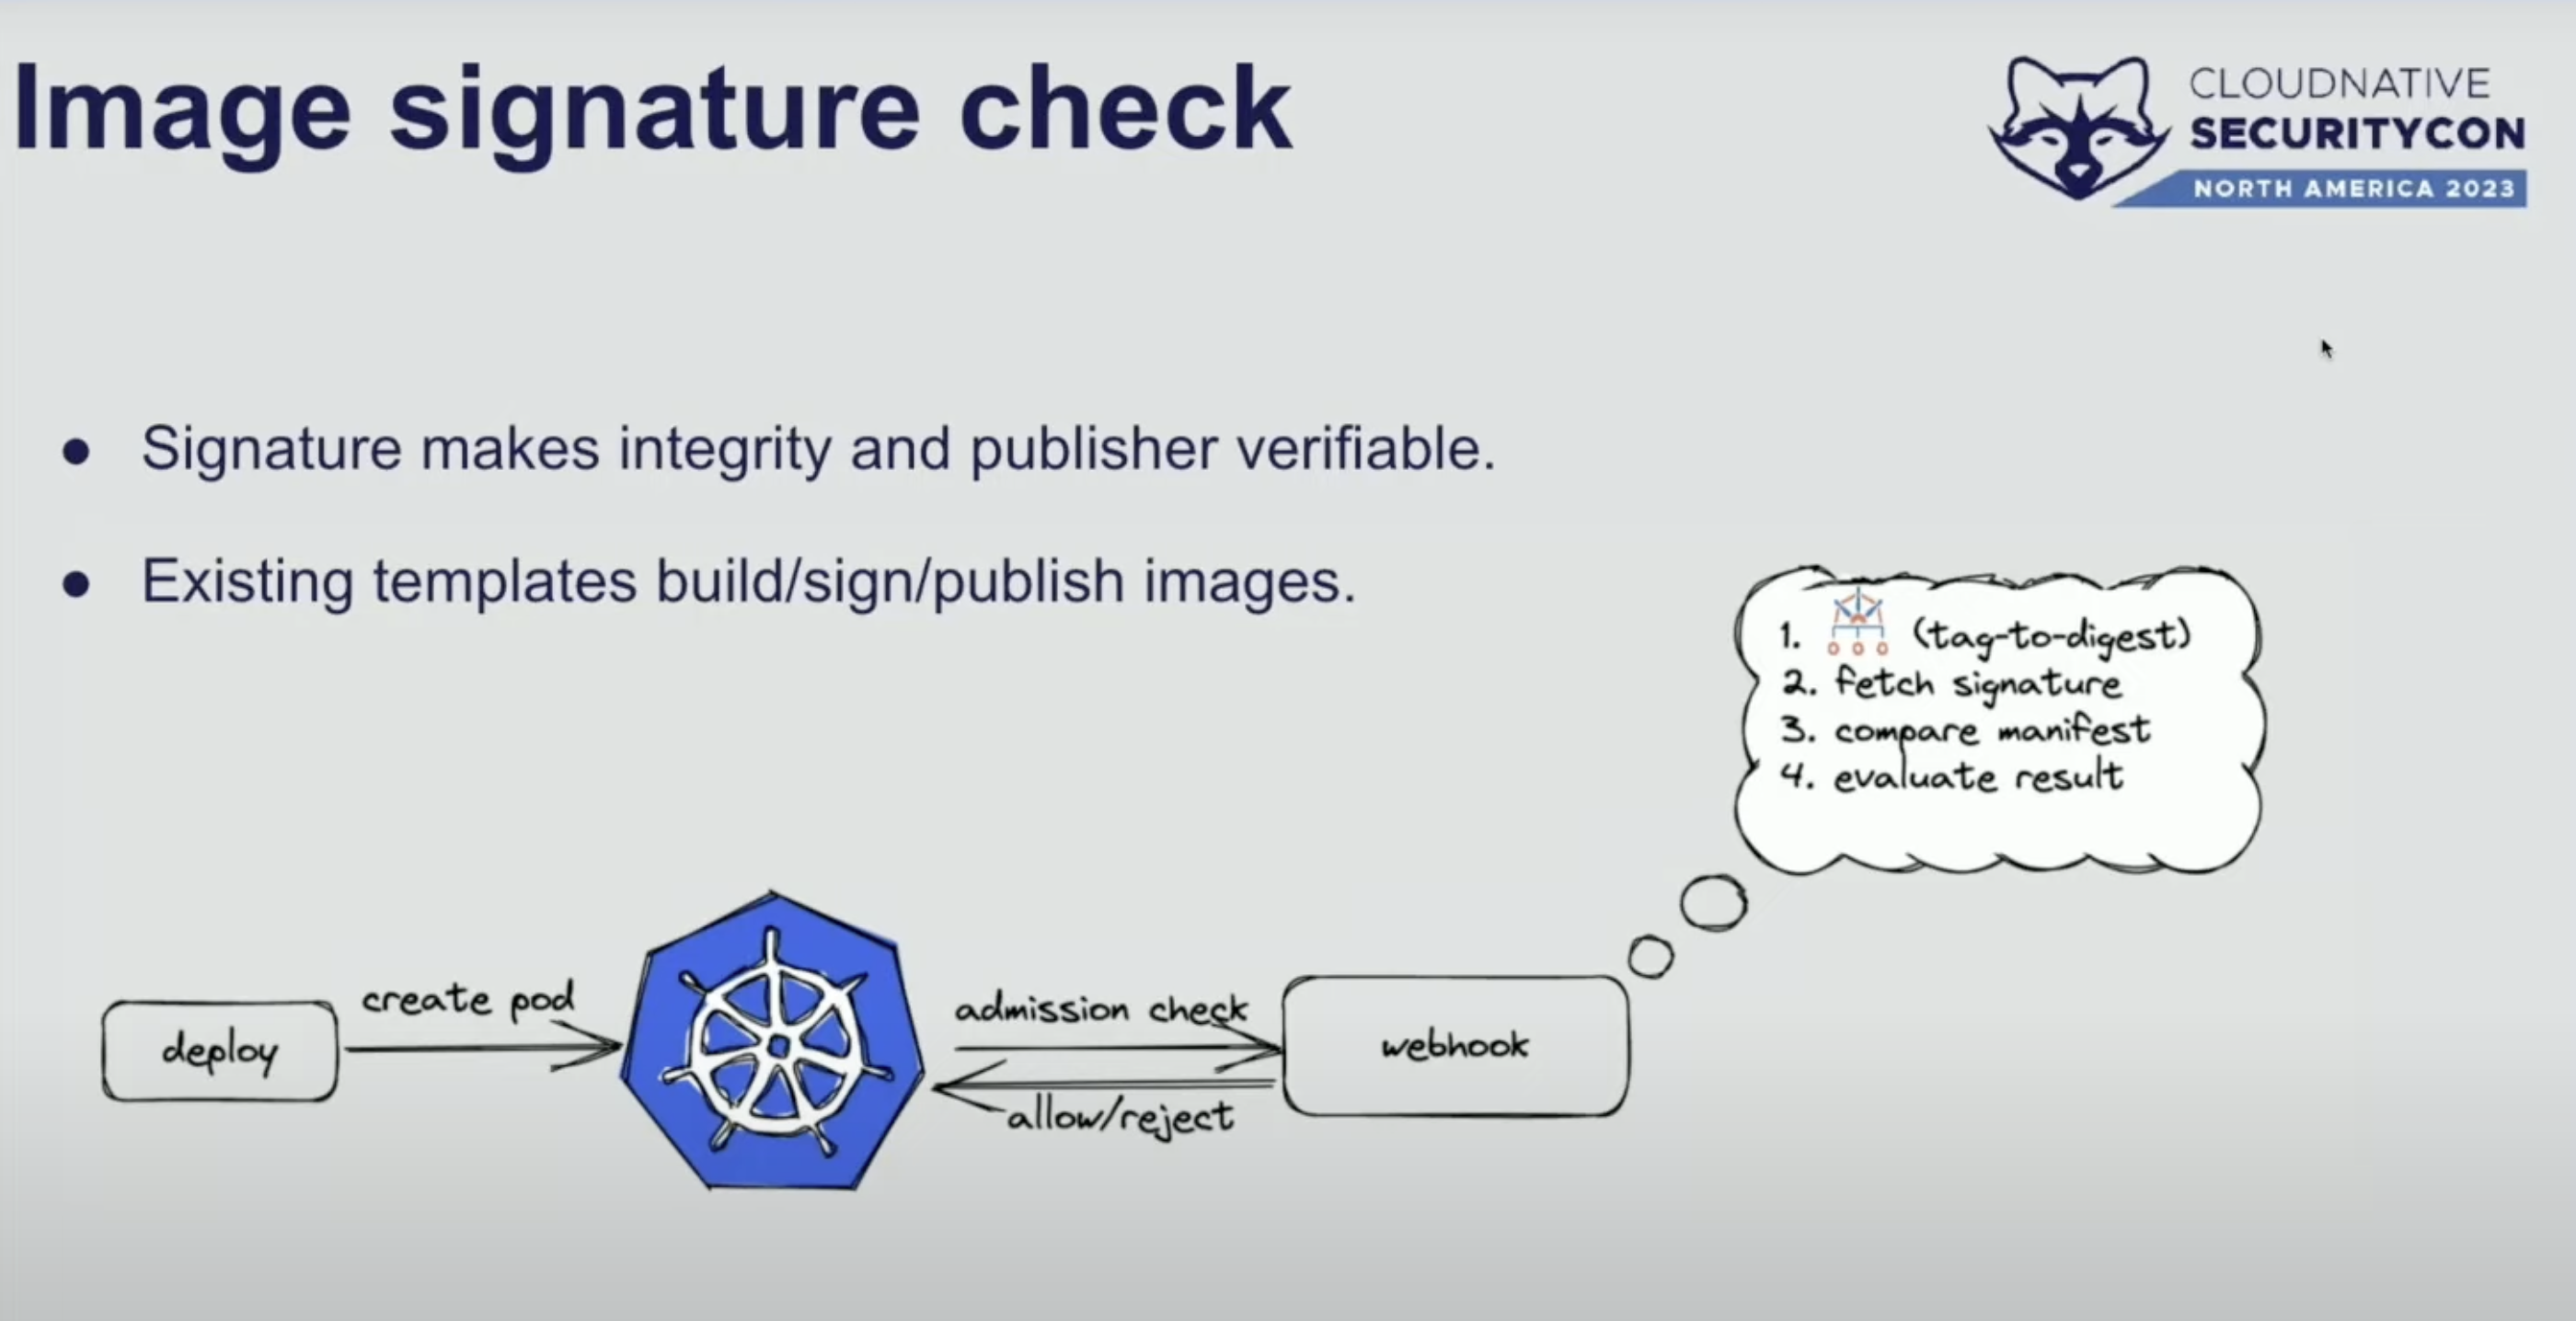 Image signature check
CLOUDNATIVE
SECURITYCON
NORTH AMERICA 2023
● Signature makes integrity and publisher verifiable.
● Existing templates build/sign/publish images.
1. (tag-to-digest)
2. fetch signature
3. compare manifest
4. evaluate result
deploy
create pod
admission check
allow/reject
webhook